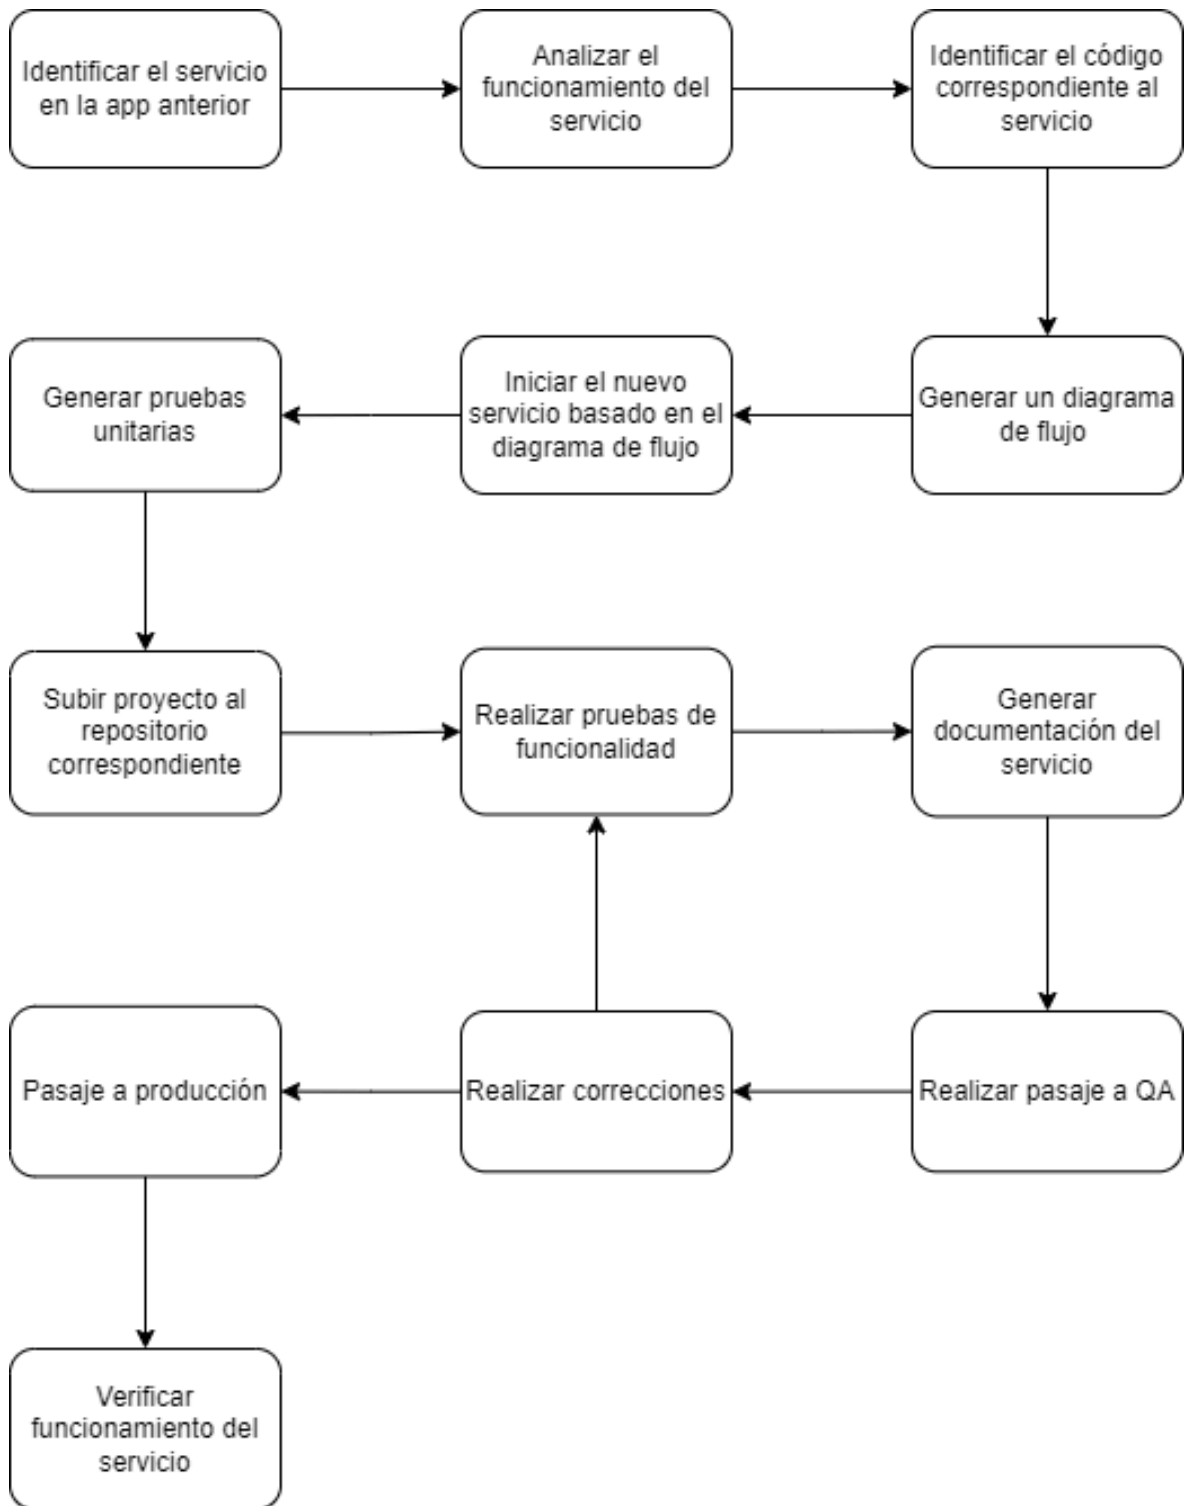 Identificar el servicio
en la app anterior
Analizar el
funcionamiento del
servicio
Identificar el código
correspondiente al
servicio
Generar un diagrama
de flujo
Iniciar el nuevo
servicio basado en el
diagrama de flujo
Generar pruebas
unitarias
Subir proyecto al
repositorio
correspondiente
Realizar pruebas de
funcionalidad
Generar
documentación del
servicio
Realizar pasaje a QA
Realizar correcciones
Pasaje a producción
Verificar
funcionamiento del
servicio